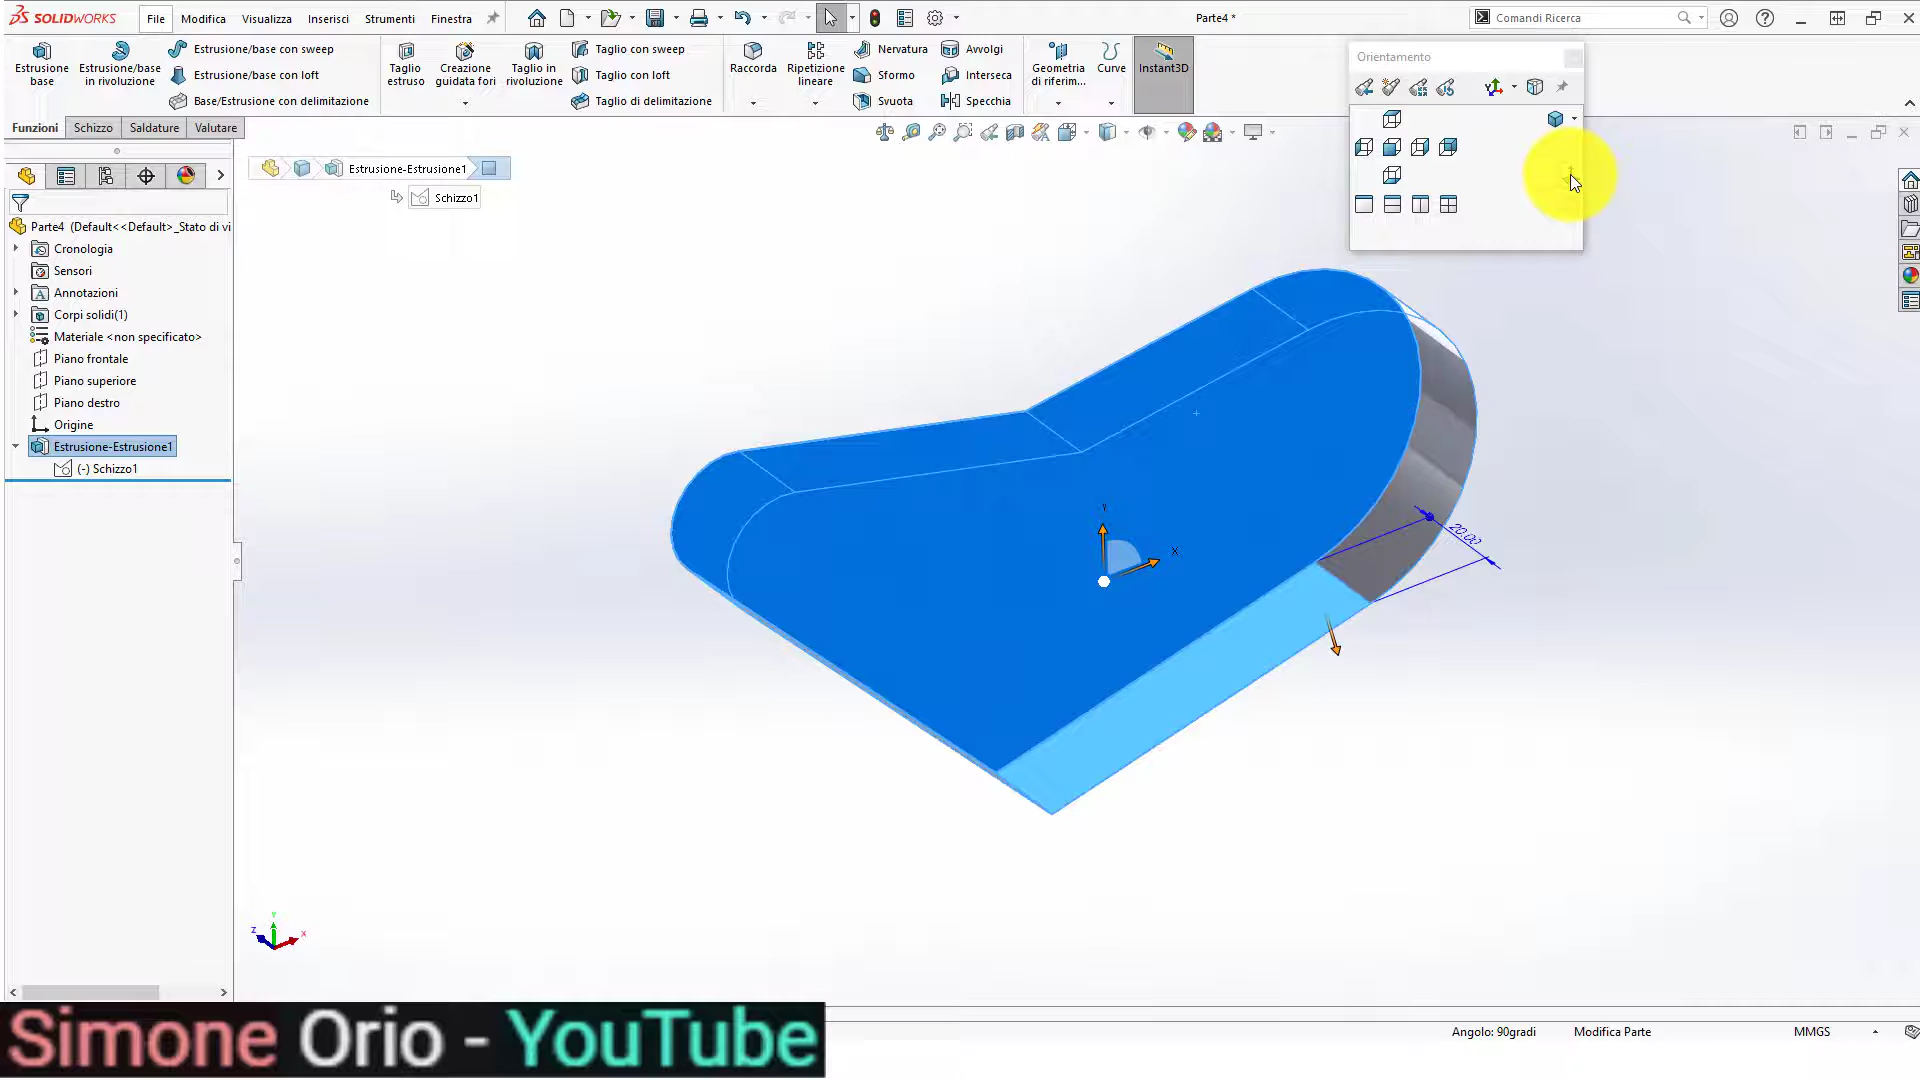 SOLIDWORKS File Modifica Visualizza Inserisci Strumenti Finestra Parte4 * Comandi Ricerca
Orientamento
Estrusione base
Estrusione/base in rivoluzione
Estrusione/base con sweep
Estrusione/base con loft
Base/Estrusione con delimitazione
Taglio estruso
Creazione guidata fori
Taglio in rivoluzione
Taglio con sweep
Taglio con loft
Taglio di delimitazione
Raccorda
Ripetizione lineare
Nervatura
Sformo
Svuota
Avvolgi
Interseca
Specchia
Geometria di riferim...
Curve
Instant3D
Funzioni Schizzo Saldature Valutare
Estrusione-Estrusione1
Schizzo1
Parte4 (Default<<Default>_Stato di vi
Cronologia
Sensori
Annotazioni
Corpi solidi(1)
Materiale <non specificato>
Piano frontale
Piano superiore
Piano destro
Origine
Estrusione-Estrusione1
(-) Schizzo1
Y
X
20.00
Y
Z
X
Simone Orio - YouTube
Angolo: 90gradi Modifica Parte MMGS